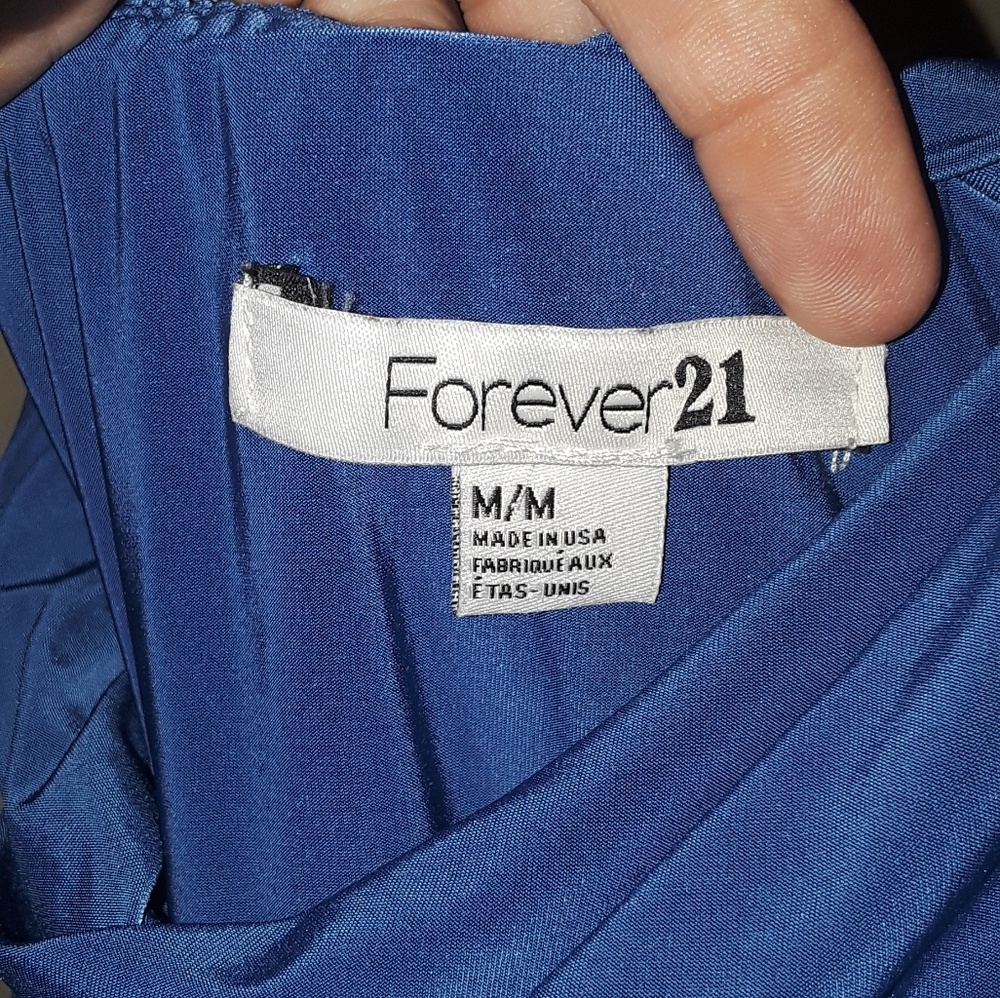 Forever21
M/M
MADE IN USA
FABRIQUÉ AUX
ÉTAS-UNIS